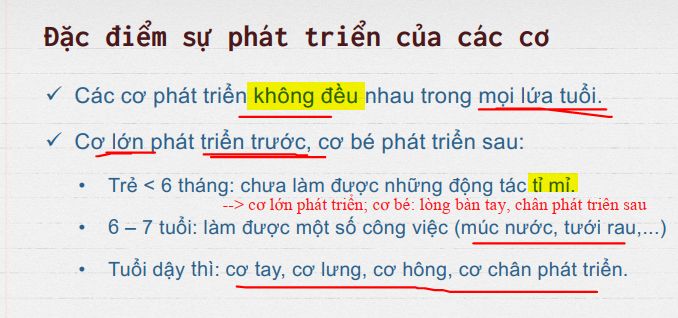 Đặc điểm sự phát triển của các cơ
✓ Các cơ phát triển không đều nhau trong mọi lứa tuổi.
✓ Cơ lớn phát triển trước, cơ bé phát triển sau:
• Trẻ < 6 tháng: chưa làm được những động tác tỉ mỉ.
--> cơ lớn phát triển; cơ bé: lòng bàn tay, chân phát triên sau
• 6 – 7 tuổi: làm được một số công việc (múc nước, tưới rau,...)
• Tuổi dậy thì: cơ tay, cơ lưng, cơ hông, cơ chân phát triển.